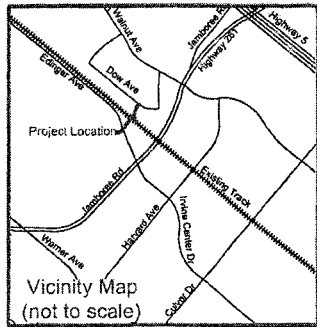 Walnut Ave
Jamboree Rd
Highway 261
Highway 5
Edinger Ave
Dow Ave
Project Location
Existing Track
Jamboree Rd
Harvard Ave
Irvine Center Dr
Warner Ave
Culver Dr
Vicinity Map
(not to scale)